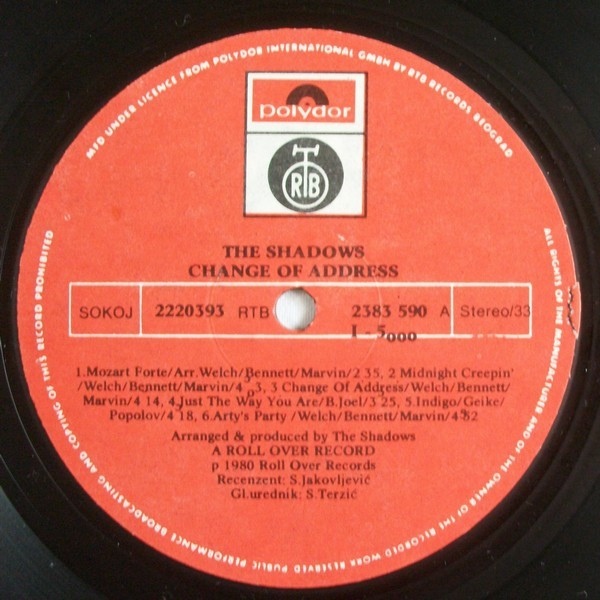 MFD UNDER LICENCE FROM POLYDOR INTERNATIONAL GMBH BY RTB RECORDS BEOGRAD
polydor
RTB
THE SHADOWS
CHANGE OF ADDRESS
SOKOJ 2220393 RTB 2383 590 A Stereo/33
I - 5000
1.Mozart Forte/Arr.Welch/Bennett/Marvin/2 35, 2 Midnight Creepin'
/Welch/Bennett/Marvin/4 3, 3 Change Of Address/Welch/Bennett/
Marvin/4 14, 4.Just The Way You Are/B.Joel/3 25, 5.Indigo/Geike/
Popolov/4 18, 6.Arty's Party /Welch/Bennett/Marvin/4 32
Arranged & produced by The Shadows
A ROLL OVER RECORD
p 1980 Roll Over Records
Recenzent: S.Jakovljević
Gl.urednik: S.Terzić
ALL RIGHTS OF THE MANUFACTURER AND OF THE OWNER OF THE RECORDED WORK RESERVED PUBLIC PERFORMANCE BROADCASTING AND COPYING OF THIS RECORD PROHIBITED